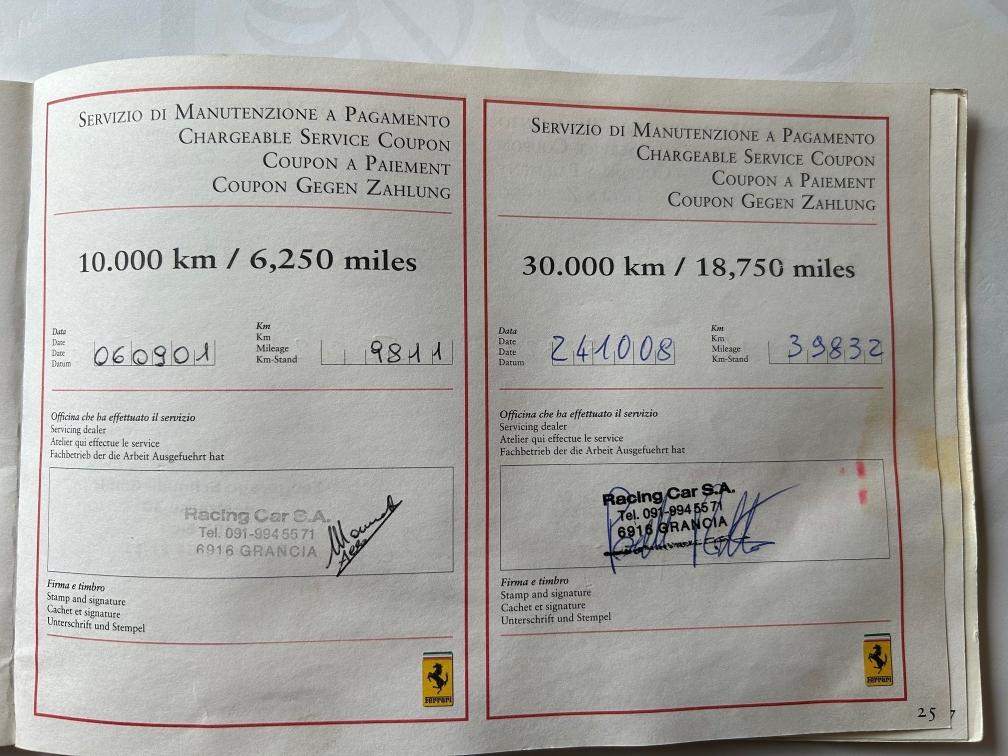 SERVIZIO DI MANUTENZIONE A PAGAMENTO
CHARGEABLE SERVICE COUPON
COUPON A PAIEMENT
COUPON GEGEN ZAHLUNG
10.000 km / 6,250 miles
Data
Date
Date
Datum
060901
Km
Km
Mileage
Km-Stand
9811
Officina che ha effettuato il servizio
Servicing dealer
Atelier qui effectue le service
Fachbetrieb der die Arbeit Ausgefuehrt hat
Racing Car S.A.
Tel. 091-994 55 71
6916 GRANCIA
Firma e timbro
Stamp and signature
Cachet et signature
Unterschrift und Stempel
Ferrari
SERVIZIO DI MANUTENZIONE A PAGAMENTO
CHARGEABLE SERVICE COUPON
COUPON A PAIEMENT
COUPON GEGEN ZAHLUNG
30.000 km / 18,750 miles
Data
Date
Date
Datum
241008
Km
Km
Mileage
Km-Stand
39832
Officina che ha effettuato il servizio
Servicing dealer
Atelier qui effectue le service
Fachbetrieb der die Arbeit Ausgefuehrt hat
Racing Car S.A.
Tel. 091-994 55 71
6916 GRANCIA
Firma e timbro
Stamp and signature
Cachet et signature
Unterschrift und Stempel
Ferrari
25
7